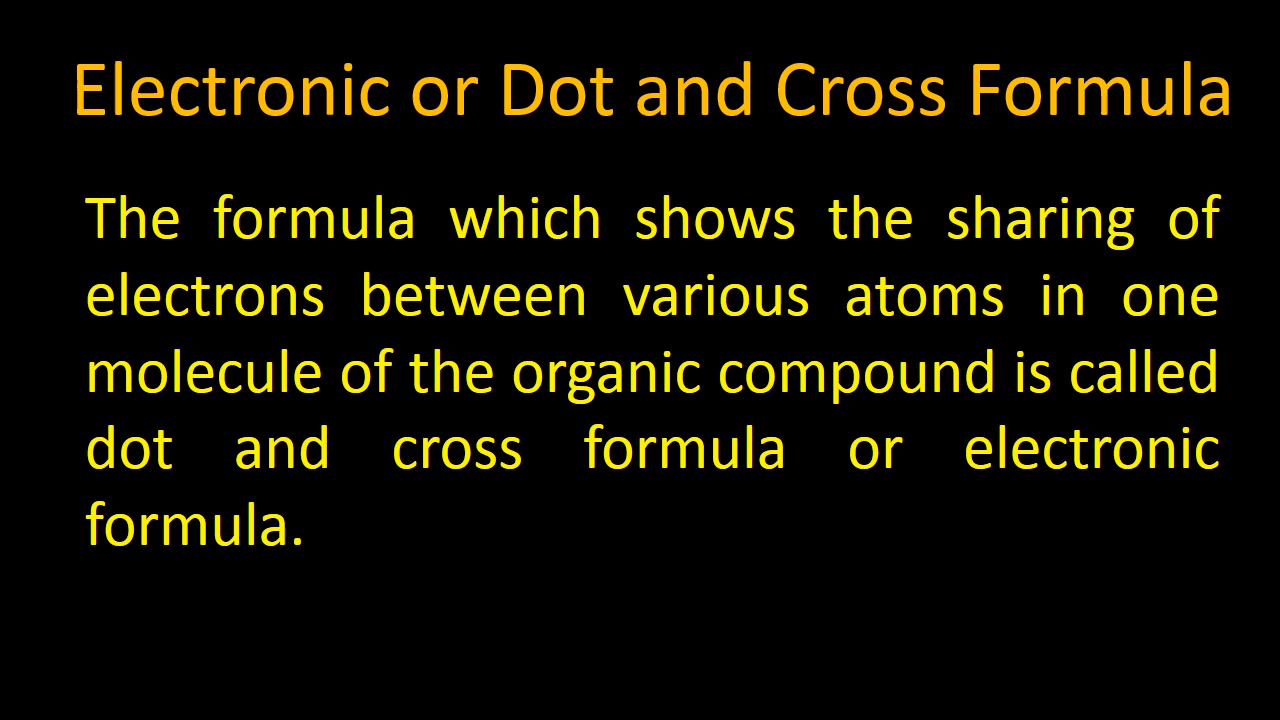 Electronic or Dot and Cross Formula
The formula which shows the sharing of
electrons between various atoms in one
molecule of the organic compound is called
dot and cross formula or electronic
formula.